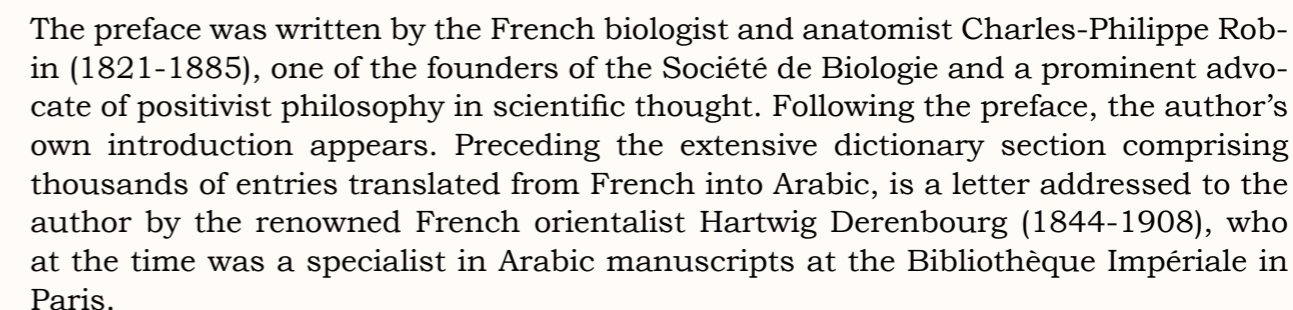 The preface was written by the French biologist and anatomist Charles-Philippe Rob-
in (1821-1885), one of the founders of the Société de Biologie and a prominent advo-
cate of positivist philosophy in scientific thought. Following the preface, the author’s
own introduction appears. Preceding the extensive dictionary section comprising
thousands of entries translated from French into Arabic, is a letter addressed to the
author by the renowned French orientalist Hartwig Derenbourg (1844-1908), who
at the time was a specialist in Arabic manuscripts at the Bibliothèque Impériale in
Paris.